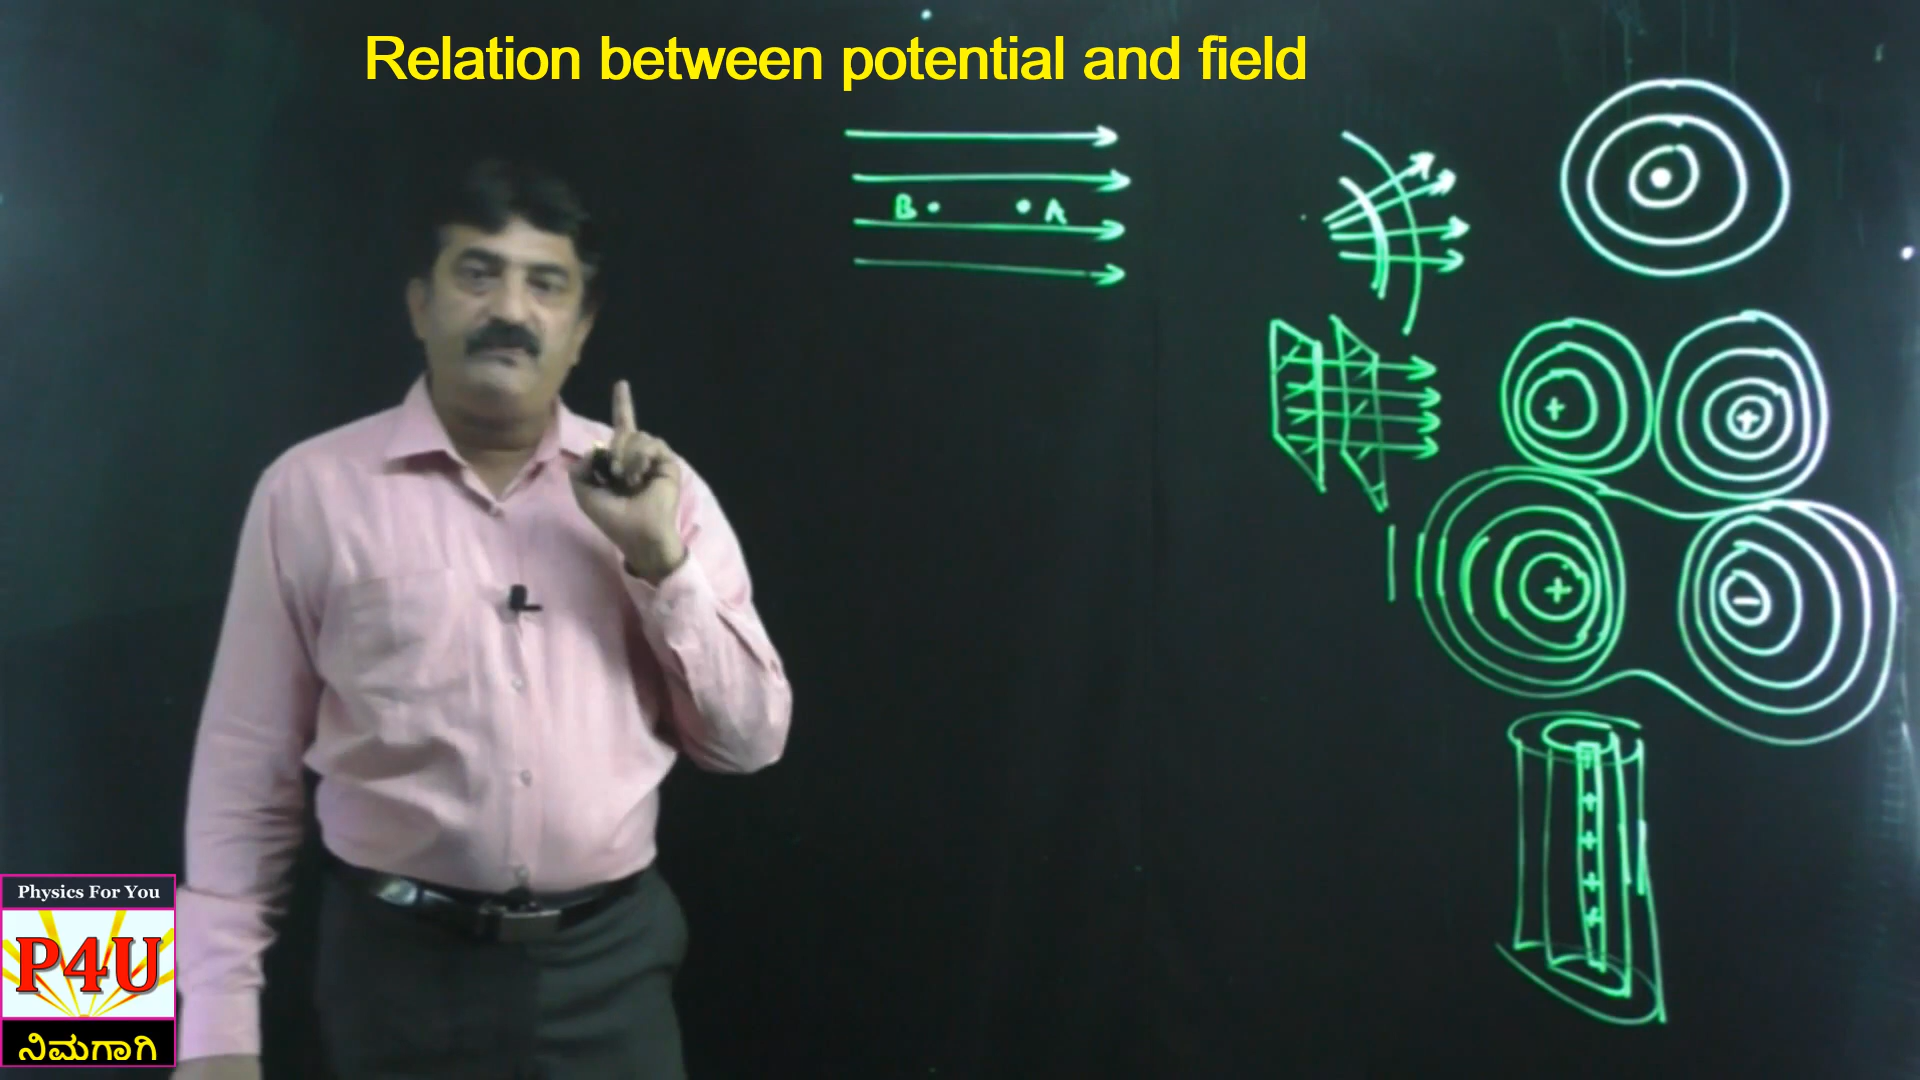 Relation between potential and field
B A
+ +
+ -
+
+
+
+
+
Physics For You
P4U
ನಿಮಗಾಗಿ